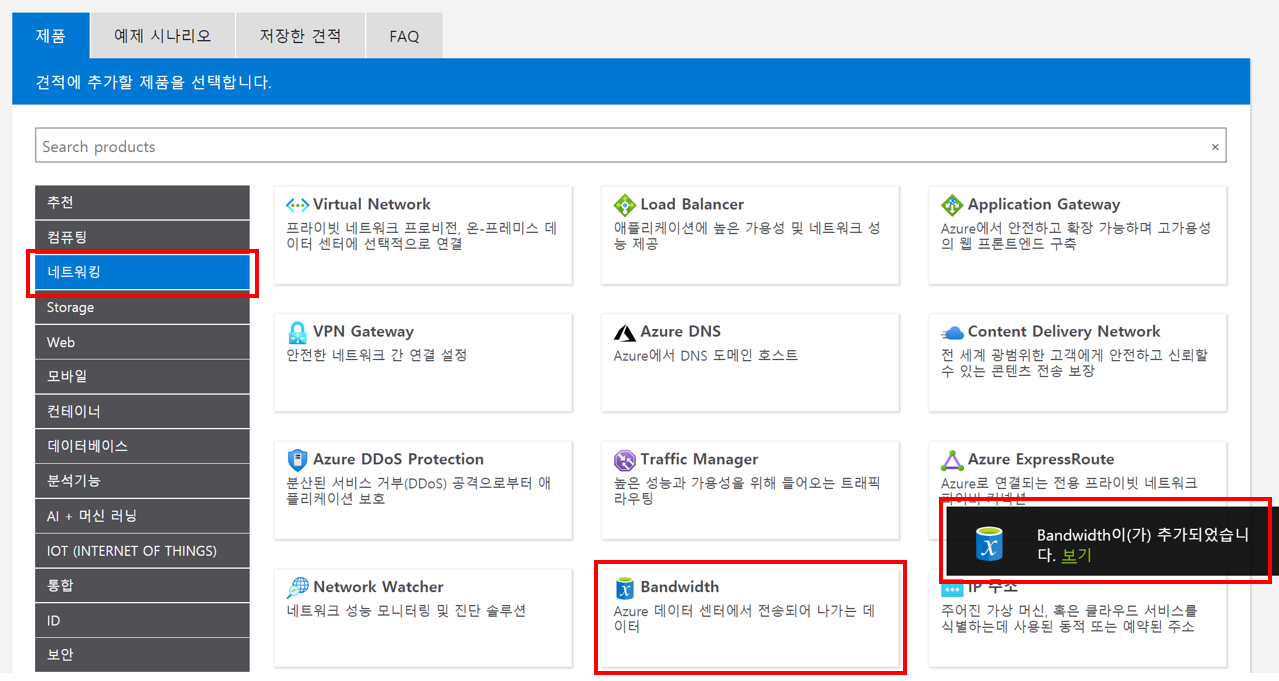 제품
예제 시나리오
저장한 견적
FAQ
견적에 추가할 제품을 선택합니다.
Search products
×
추천
컴퓨팅
네트워킹
Storage
Web
모바일
컨테이너
데이터베이스
분석기능
AI + 머신 러닝
IOT (INTERNET OF THINGS)
통합
ID
보안
Virtual Network
프라이빗 네트워크 프로비전, 온-프레미스 데
이터 센터에 선택적으로 연결
Load Balancer
애플리케이션에 높은 가용성 및 네트워크 성
능 제공
Application Gateway
Azure에서 안전하고 확장 가능하며 고가용성
의 웹 프론트엔드 구축
VPN Gateway
안전한 네트워크 간 연결 설정
Azure DNS
Azure에서 DNS 도메인 호스트
Content Delivery Network
전 세계 광범위한 고객에게 안전하고 신뢰할
수 있는 콘텐츠 전송 보장
Azure DDoS Protection
분산된 서비스 거부(DDoS) 공격으로부터 애
플리케이션 보호
Traffic Manager
높은 성능과 가용성을 위해 들어오는 트래픽
라우팅
Azure ExpressRoute
Azure로 연결되는 전용 프라이빗 네트워크
파이버 커넥션
Bandwidth이(가) 추가되었습니
다. 보기
Network Watcher
네트워크 성능 모니터링 및 진단 솔루션
Bandwidth
Azure 데이터 센터에서 전송되어 나가는 데
이터
IP 주소
주어진 가상 머신, 혹은 클라우드 서비스를
식별하는데 사용된 동적 또는 예약된 주소